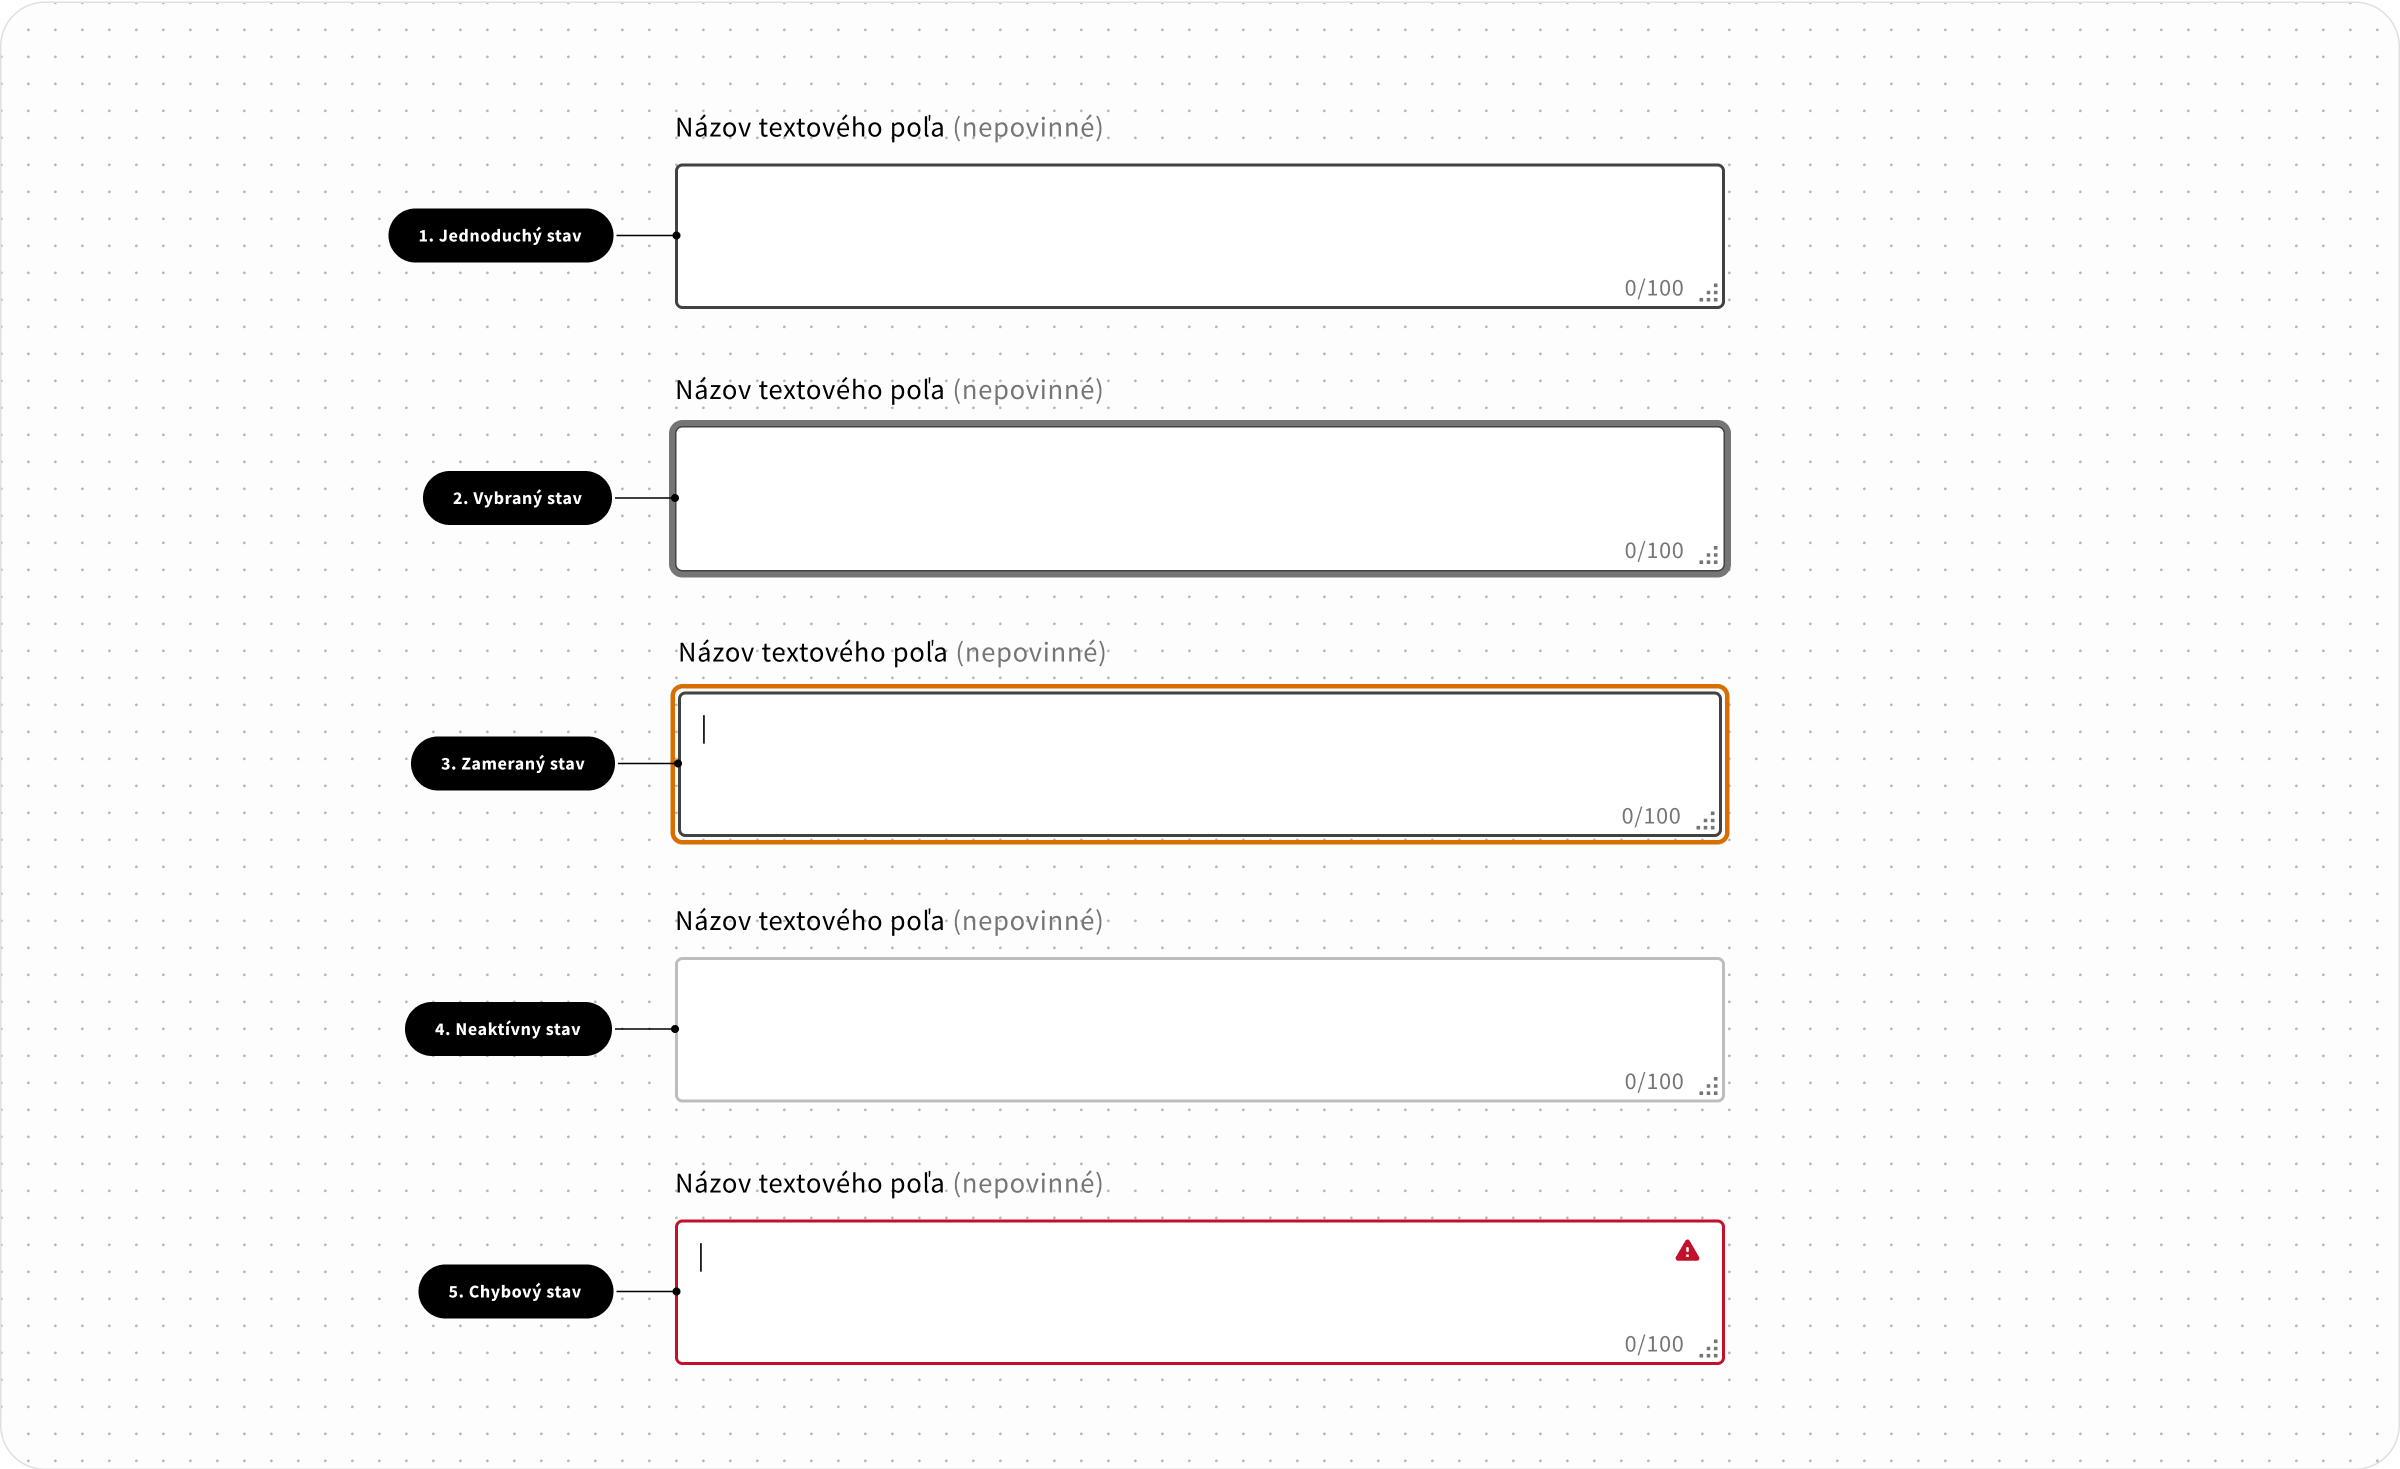 Názov textového poľa (nepovinné)
1. Jednoduchý stav
0/100
Názov textového poľa (nepovinné)
2. Vybraný stav
0/100
Názov textového poľa (nepovinné)
3. Zameraný stav
0/100
Názov textového poľa (nepovinné)
4. Neaktívny stav
0/100
Názov textového poľa (nepovinné)
5. Chybový stav
0/100